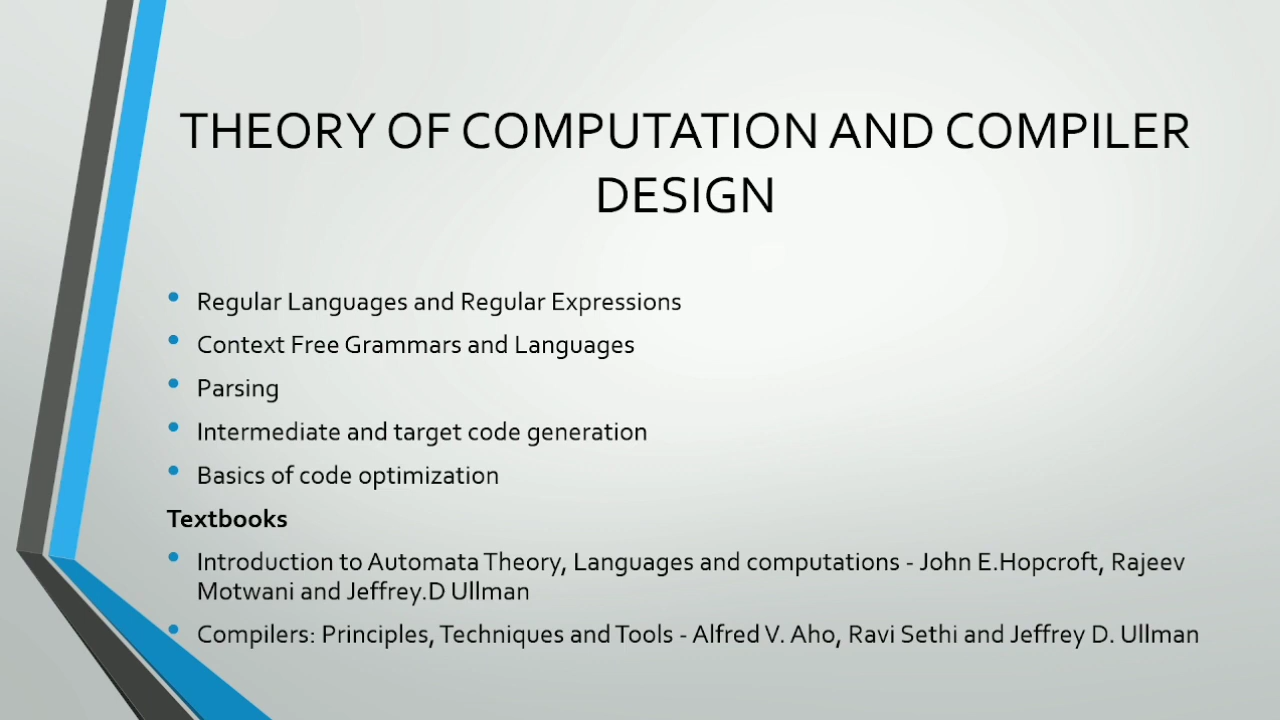 THEORY OF COMPUTATION AND COMPILER
DESIGN
• Regular Languages and Regular Expressions
• Context Free Grammars and Languages
• Parsing
• Intermediate and target code generation
• Basics of code optimization
Textbooks
• Introduction to Automata Theory, Languages and computations - John E.Hopcroft, Rajeev
Motwani and Jeffrey.D Ullman
• Compilers: Principles, Techniques and Tools - Alfred V. Aho, Ravi Sethi and Jeffrey D. Ullman